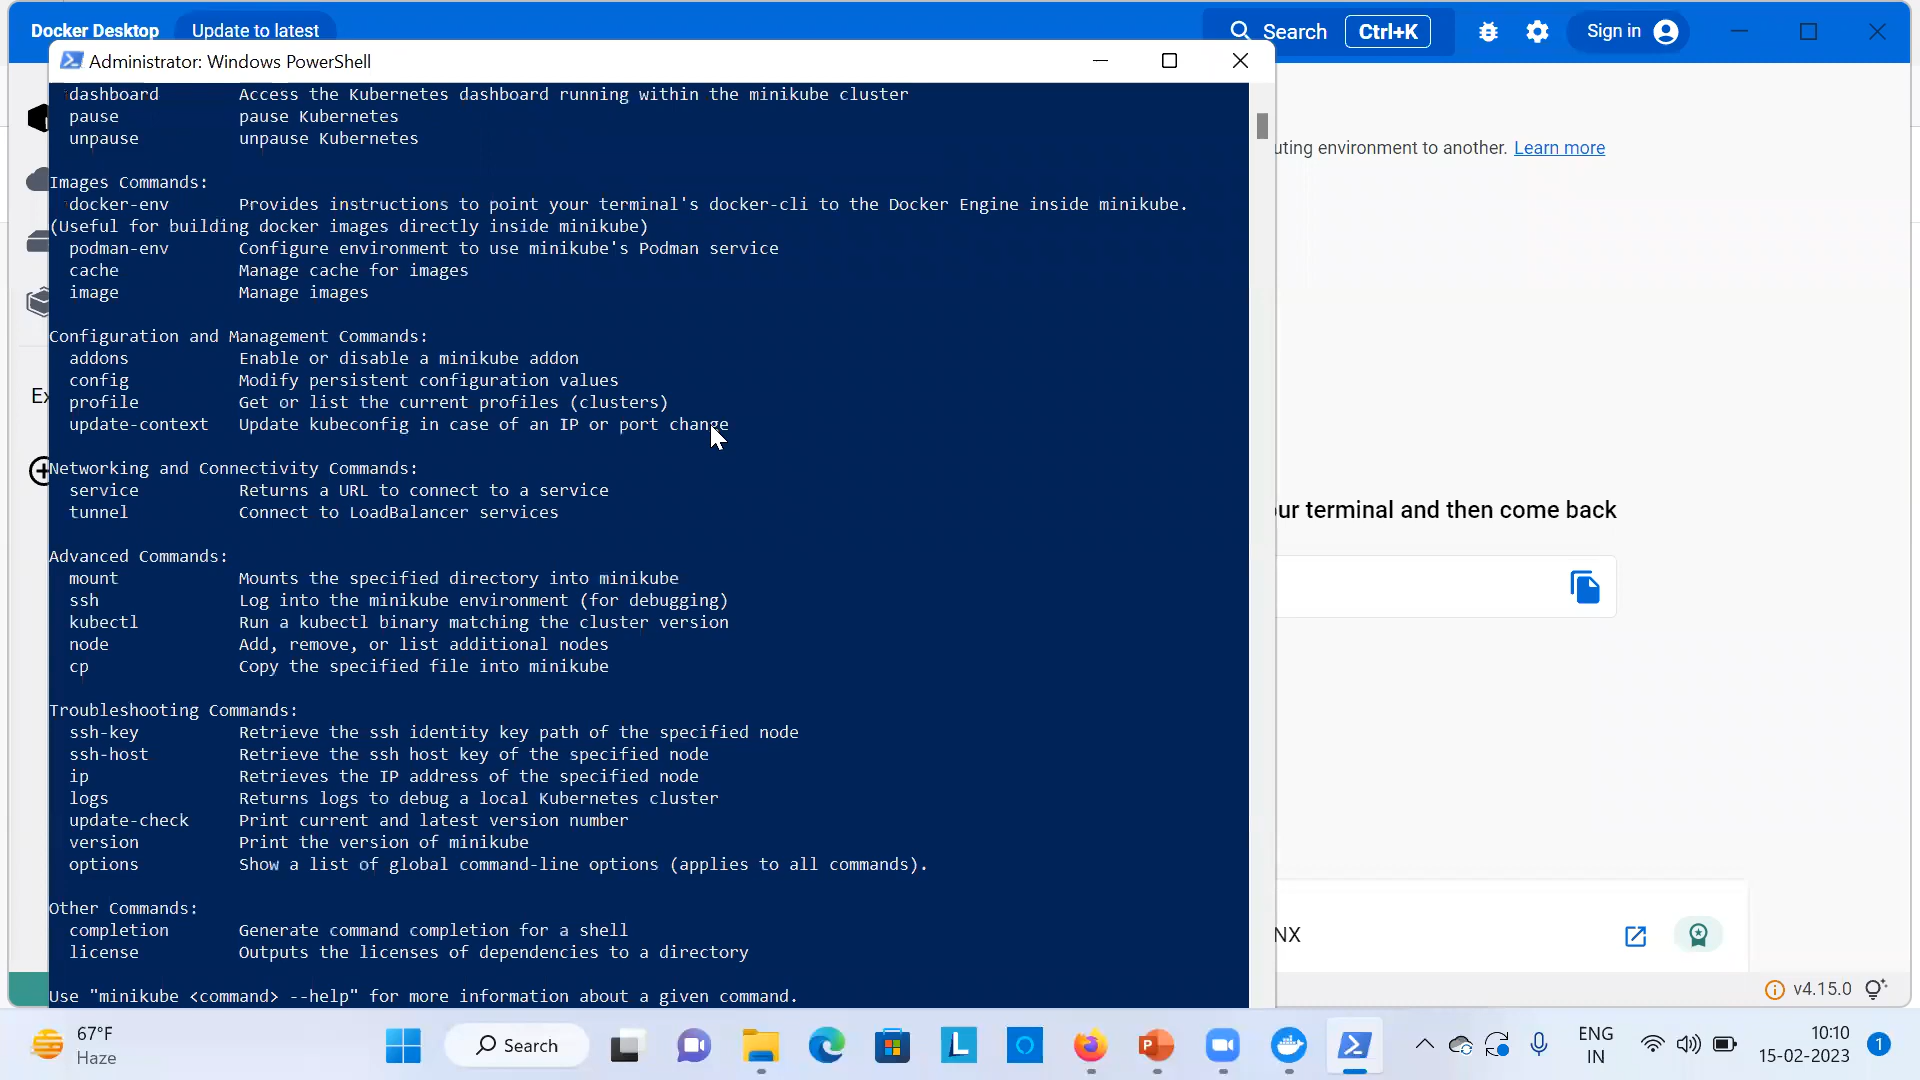 Docker Desktop Update to latest Search Ctrl+K Sign in
Administrator: Windows PowerShell
dashboard Access the Kubernetes dashboard running within the minikube cluster
pause pause Kubernetes
unpause unpause Kubernetes
uting environment to another. Learn more
Images Commands:
docker-env Provides instructions to point your terminal's docker-cli to the Docker Engine inside minikube.
(Useful for building docker images directly inside minikube)
podman-env Configure environment to use minikube's Podman service
cache Manage cache for images
image Manage images
Configuration and Management Commands:
addons Enable or disable a minikube addon
config Modify persistent configuration values
Ex
profile Get or list the current profiles (clusters)
update-context Update kubeconfig in case of an IP or port change
Networking and Connectivity Commands:
service Returns a URL to connect to a service
tunnel Connect to LoadBalancer services
ur terminal and then come back
Advanced Commands:
mount Mounts the specified directory into minikube
ssh Log into the minikube environment (for debugging)
kubectl Run a kubectl binary matching the cluster version
node Add, remove, or list additional nodes
cp Copy the specified file into minikube
Troubleshooting Commands:
ssh-key Retrieve the ssh identity key path of the specified node
ssh-host Retrieve the ssh host key of the specified node
ip Retrieves the IP address of the specified node
logs Returns logs to debug a local Kubernetes cluster
update-check Print current and latest version number
version Print the version of minikube
options Show a list of global command-line options (applies to all commands).
Other Commands:
completion Generate command completion for a shell
license Outputs the licenses of dependencies to a directory
NX
Use "minikube <command> --help" for more information about a given command.
v4.15.0
67°F
Haze
Search
ENG
IN
10:10
15-02-2023
1